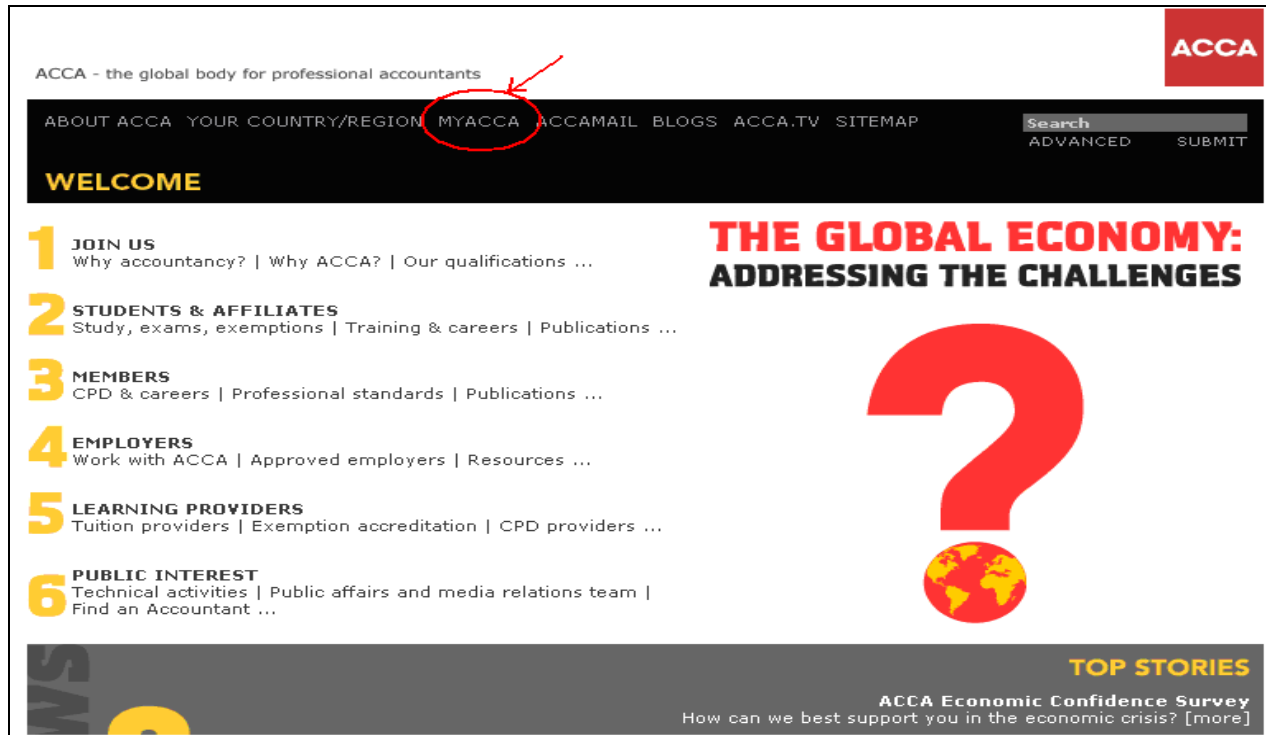 ACCA
ACCA - the global body for professional accountants
ABOUT ACCA YOUR COUNTRY/REGION MYACCA ACCAMAIL BLOGS ACCA.TV SITEMAP
Search
ADVANCED SUBMIT
WELCOME
1 JOIN US
Why accountancy? | Why ACCA? | Our qualifications ...
2 STUDENTS & AFFILIATES
Study, exams, exemptions | Training & careers | Publications ...
3 MEMBERS
CPD & careers | Professional standards | Publications ...
4 EMPLOYERS
Work with ACCA | Approved employers | Resources ...
5 LEARNING PROVIDERS
Tuition providers | Exemption accreditation | CPD providers ...
6 PUBLIC INTEREST
Technical activities | Public affairs and media relations team |
Find an Accountant ...
THE GLOBAL ECONOMY:
ADDRESSING THE CHALLENGES
?
TOP STORIES
ACCA Economic Confidence Survey
How can we best support you in the economic crisis? [more]